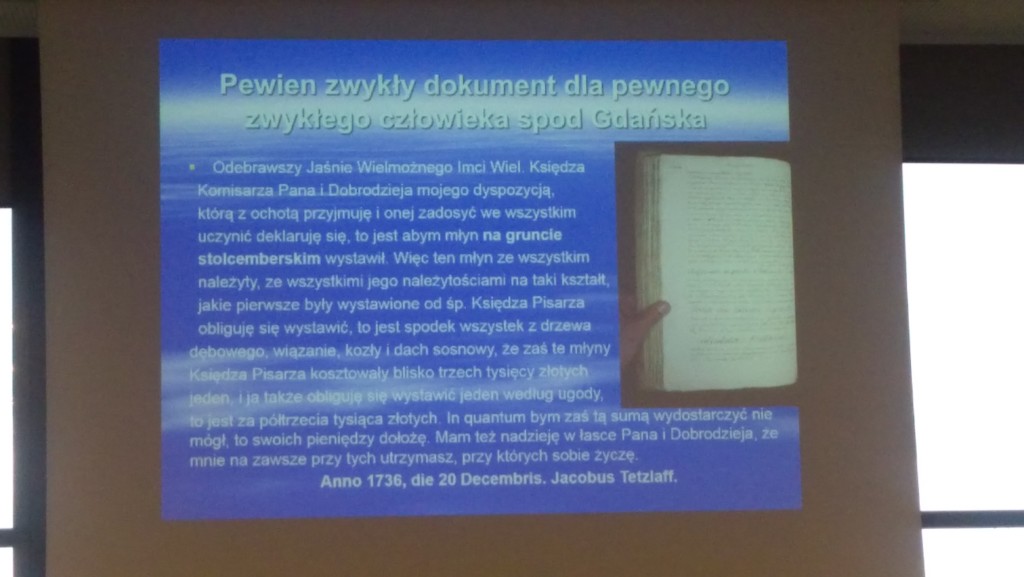 Pewien zwykły dokument dla pewnego
zwykłego człowieka spod Gdańska
Odebrawszy Jaśnie Wielmożnego Imci Wiel. Księdza
Komisarza Pana i Dobrodzieja mojego dyspozycją,
którą z ochotą przyjmuję i onej zadosyć we wszystkim
uczynić deklaruję się, to jest abym młyn na gruncie
stolcemberskim wystawił. Więc ten młyn ze wszystkim
należyty, ze wszystkimi jego należytościami na taki kształt,
jakie pierwsze były wystawione od śp. Księdza Pisarza
obliguję się wystawić, to jest spodek wszystek z drzewa
dębowego, wiązanie, kozły i dach sosnowy, że zaś te młyny
Księdza Pisarza kosztowały blisko trzech tysięcy złotych
jeden, i ja także obliguję się wystawić jeden według ugody,
to jest za półtrzecia tysiąca złotych. In quantum bym zaś tą sumą wydostarczyć nie
mógł, to swoich pieniędzy dołożę. Mam też nadzieję w łasce Pana i Dobrodzieja, że
mnie na zawsze przy tych utrzymasz, przy których sobie życzę.
Anno 1736, die 20 Decembris. Jacobus Tetzlaff.